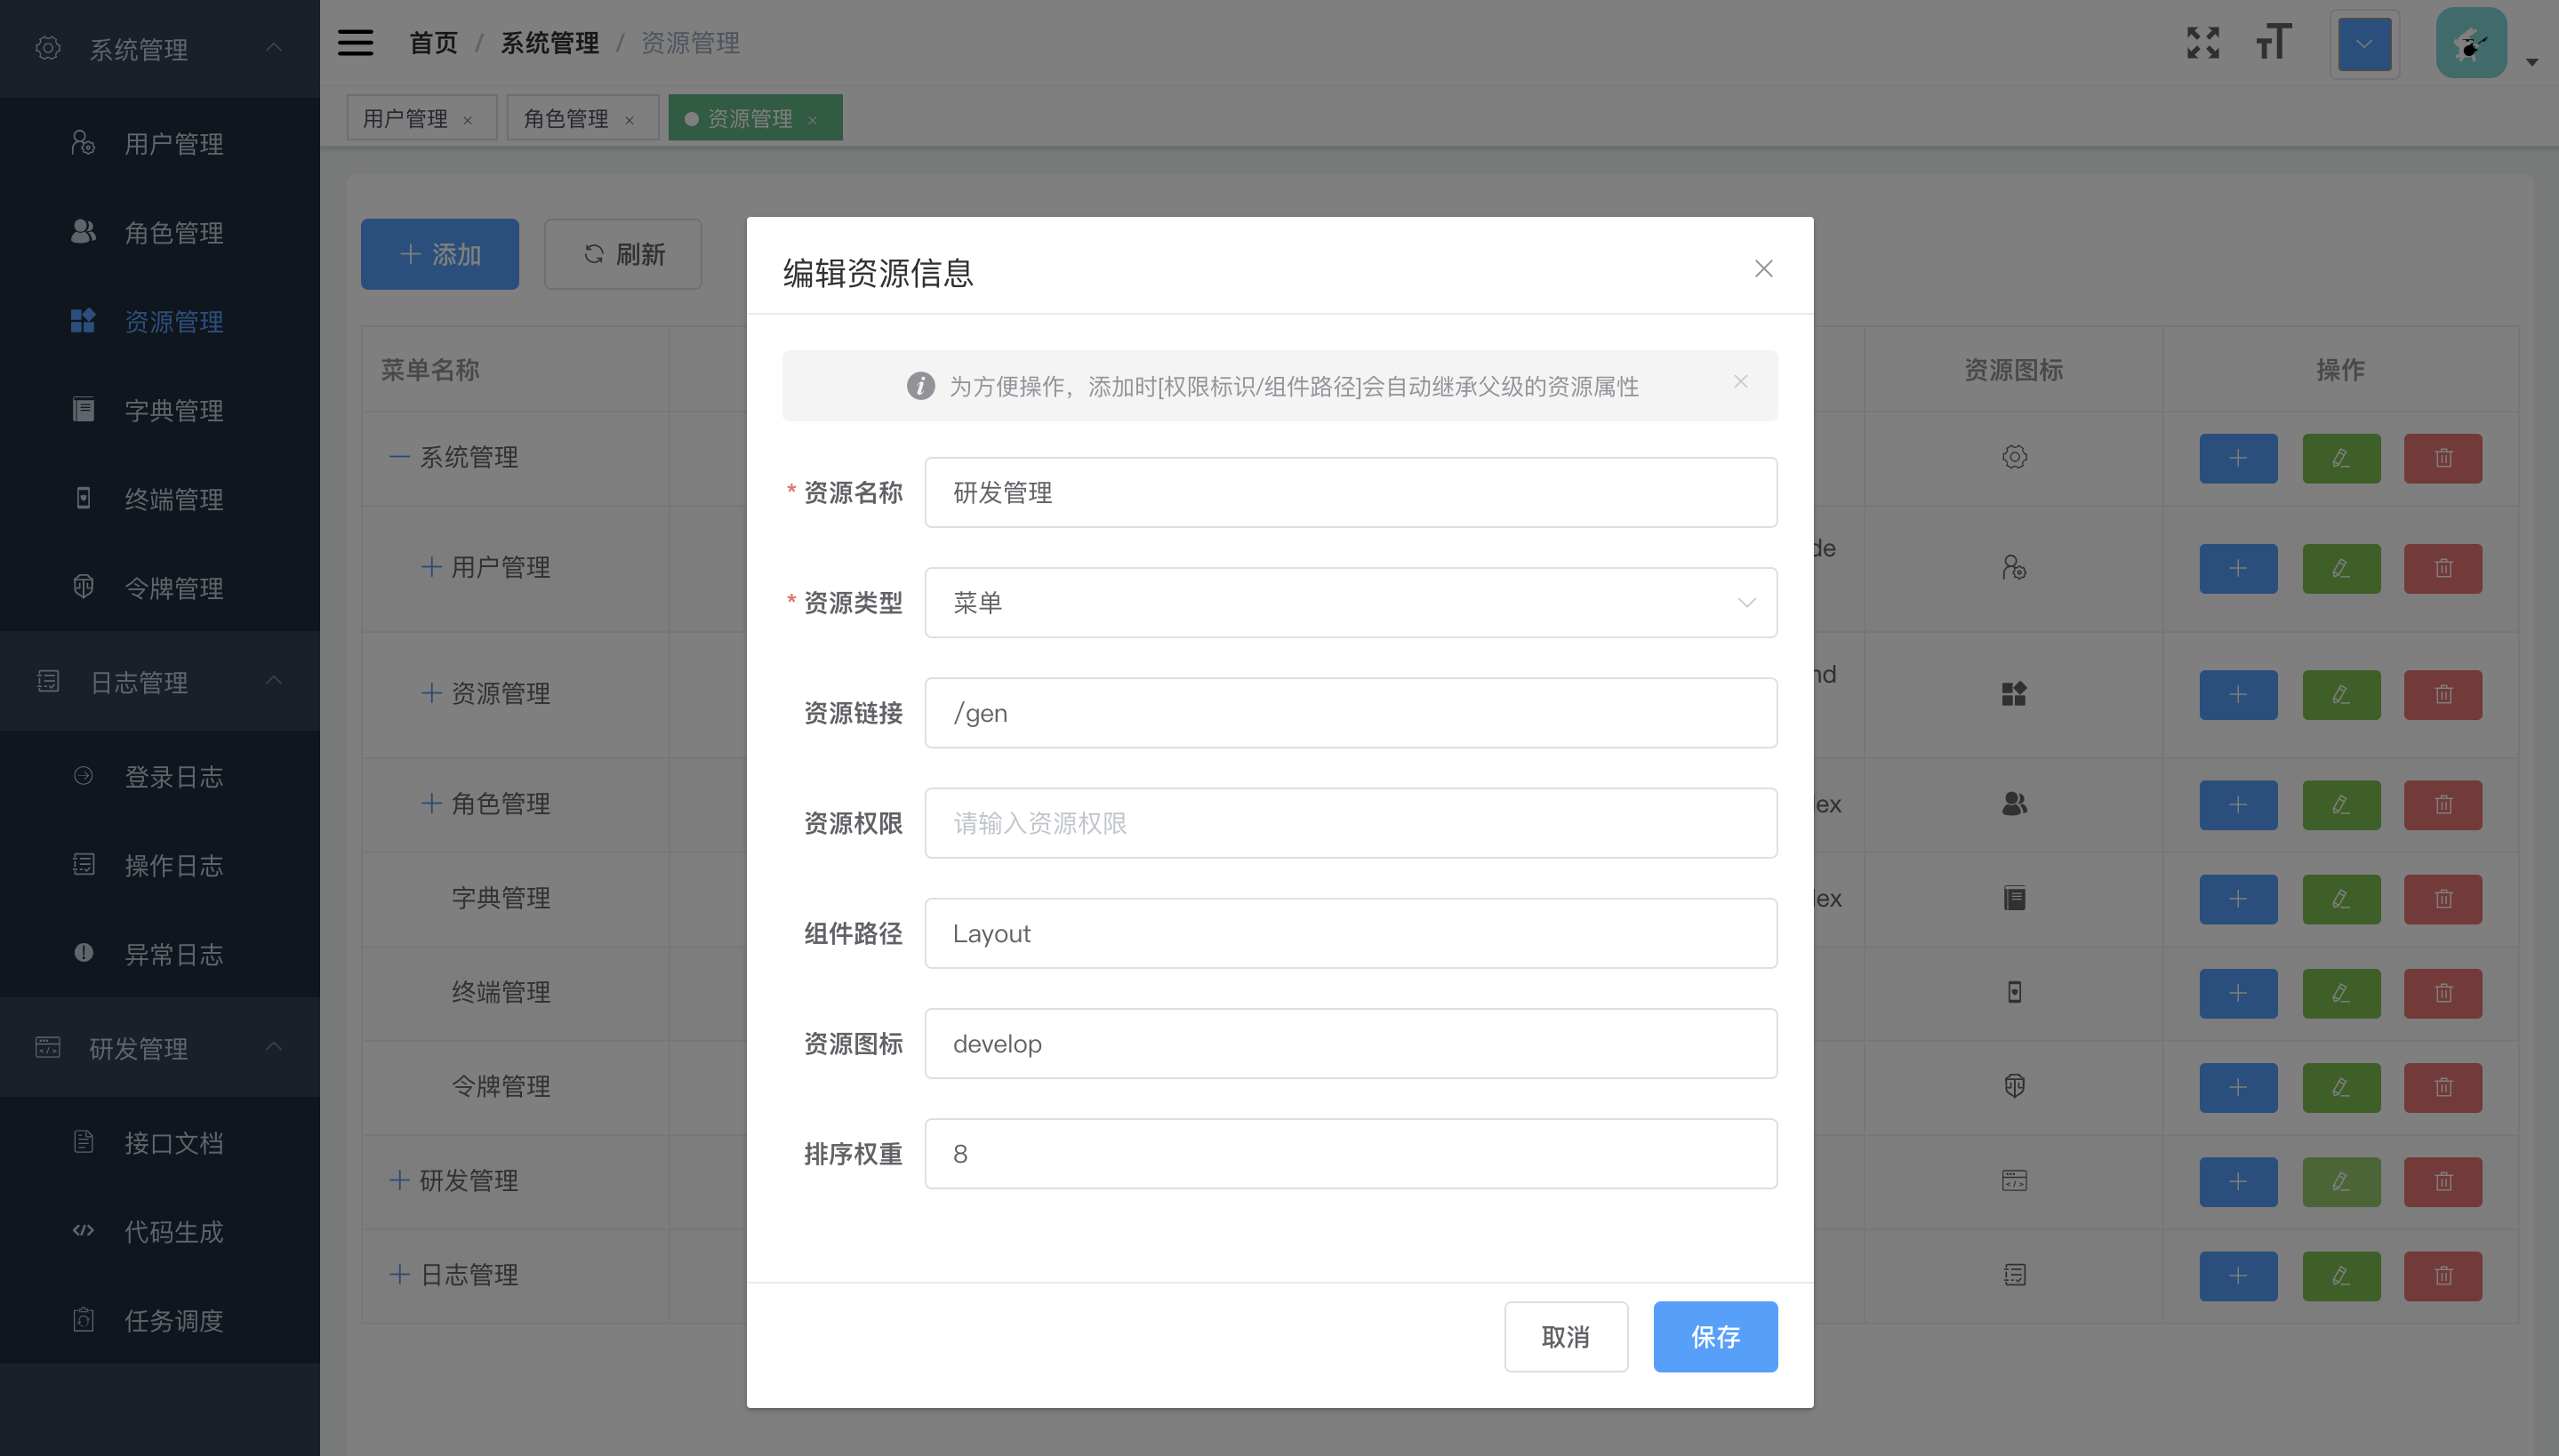 系统管理
用户管理
角色管理
资源管理
字典管理
终端管理
令牌管理
日志管理
登录日志
操作日志
异常日志
研发管理
接口文档
代码生成
任务调度
首页 / 系统管理 / 资源管理
用户管理 × 角色管理 × 资源管理 ×
添加 刷新
菜单名称 资源图标 操作
系统管理
用户管理
资源管理
角色管理
字典管理
终端管理
令牌管理
研发管理
日志管理
编辑资源信息
为方便操作，添加时[权限标识/组件路径]会自动继承父级的资源属性
* 资源名称 研发管理
* 资源类型 菜单
资源链接 /gen
资源权限 请输入资源权限
组件路径 Layout
资源图标 develop
排序权重 8
取消 保存